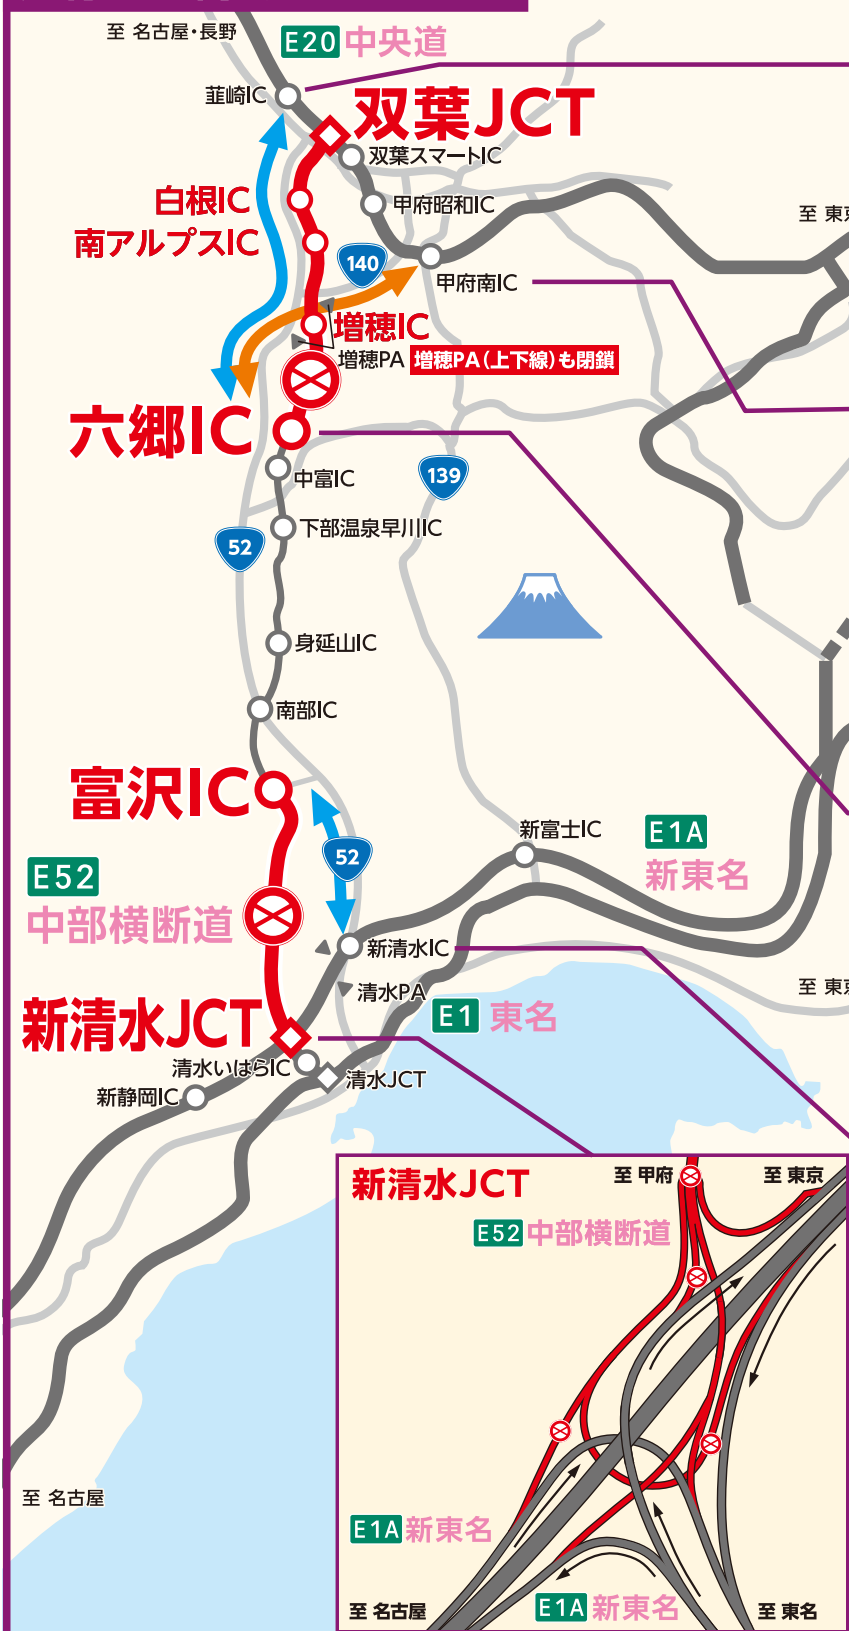 至 名古屋・長野
E20 中央道
韮崎IC
双葉JCT
双葉スマートIC
白根IC
甲府昭和IC
至 東
南アルプスIC
140
甲府南IC
増穂IC
増穂PA 増穂PA(上下線)も閉鎖
六郷IC
中富IC
139
下部温泉早川IC
52
身延山IC
南部IC
富沢IC
新富士IC
E1A
新東名
52
E52
中部横断道
新清水IC
清水PA
至 東
新清水JCT
E1 東名
清水いはらIC
清水JCT
新静岡IC
新清水JCT
至 甲府
至 東京
E52 中部横断道
至 名古屋
E1A 新東名
E1A 新東名
至 名古屋
至 東名